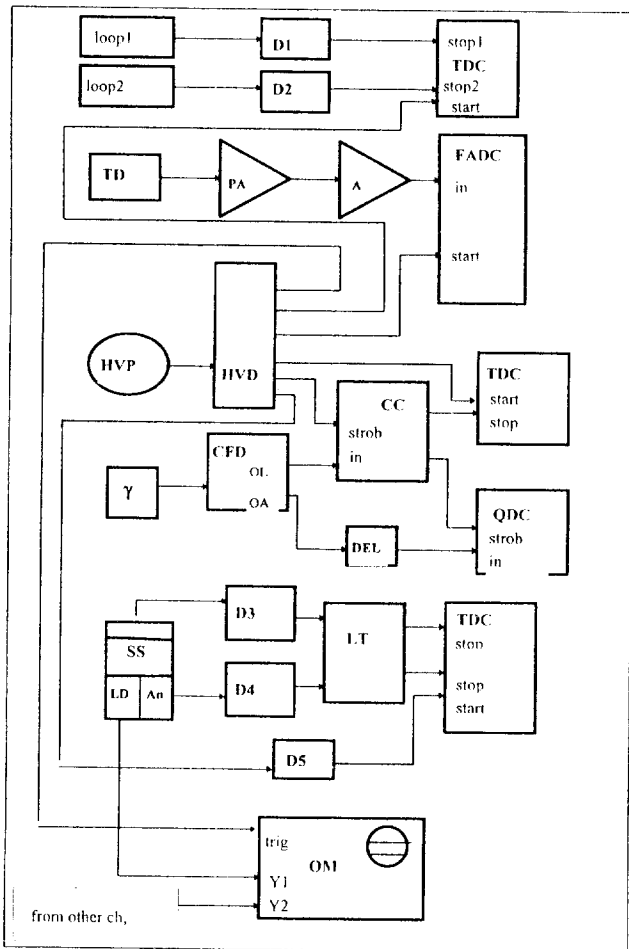 loop1
D1
stop1
TDC
loop2
D2
stop2
start
FADC
TD
PA
A
in
start
HVP
HVD
TDC
start
stop
CC
strob
in
CFD
OL
OA
γ
QDC
strob
in
DEL
D3
TDC
stop
SS
LT
LD
An
D4
stop
start
D5
trig
OM
Y1
Y2
from other ch,